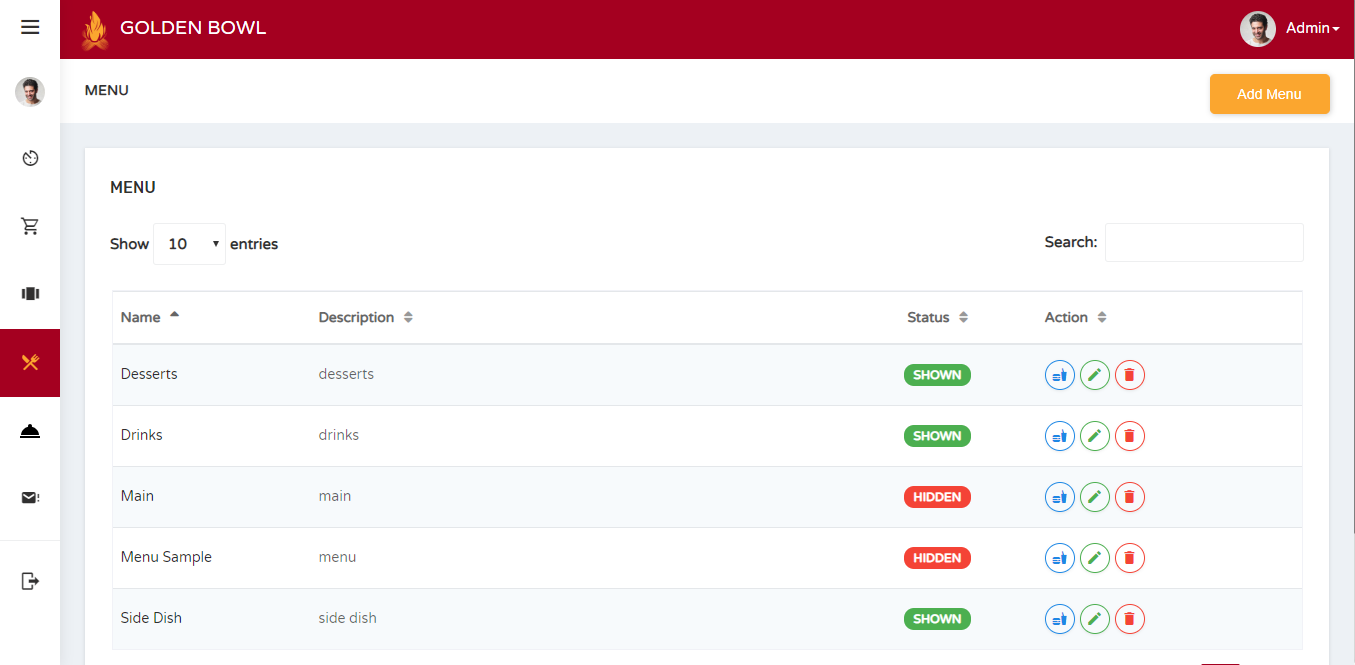 GOLDEN BOWL
Admin
MENU
Add Menu
MENU
Show 10 entries
Search:
Name Description Status Action
Desserts desserts SHOWN
Drinks drinks SHOWN
Main main HIDDEN
Menu Sample menu HIDDEN
Side Dish side dish SHOWN